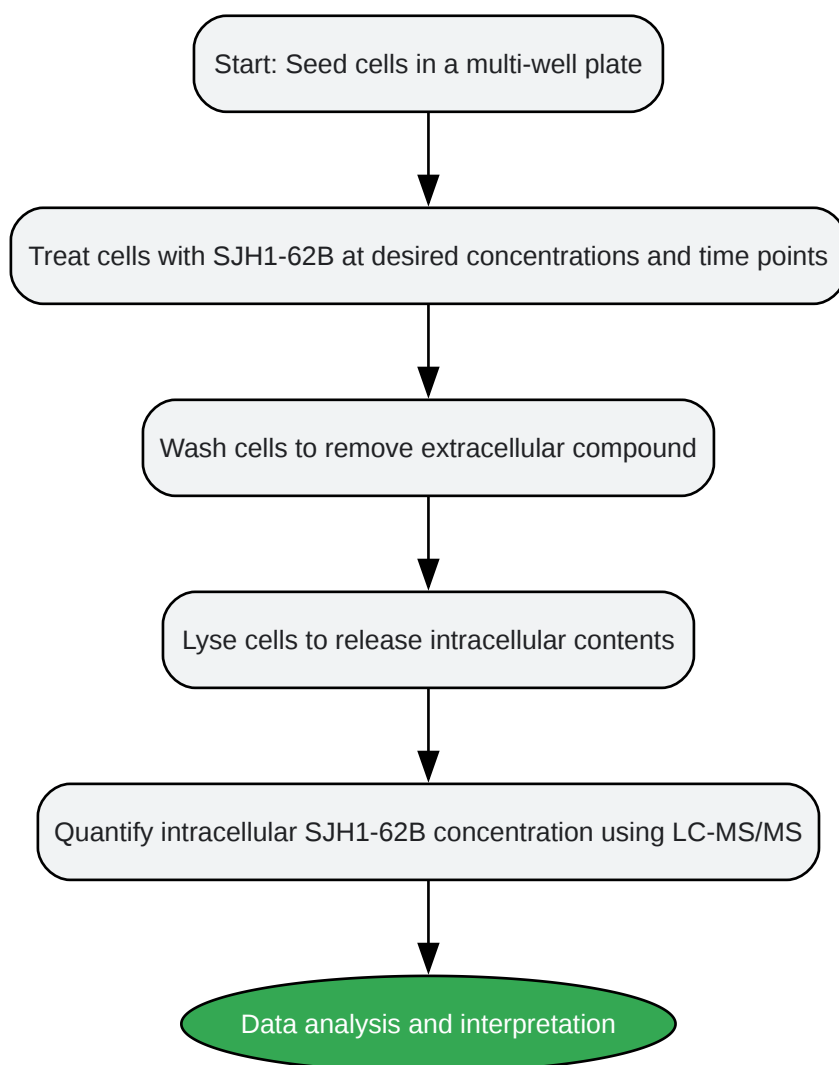 Start: Seed cells in a multi-well plate
Treat cells with SJH1-62B at desired concentrations and time points
Wash cells to remove extracellular compound
Lyse cells to release intracellular contents
Quantify intracellular SJH1-62B concentration using LC-MS/MS
Data analysis and interpretation